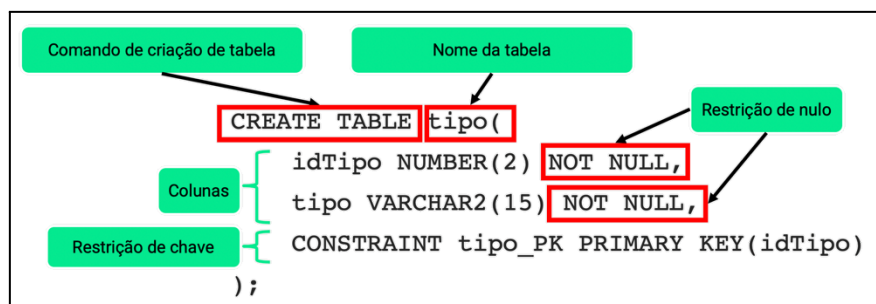 Comando de criação de tabela
Nome da tabela
CREATE TABLE tipo(
Restrição de nulo
idTipo NUMBER(2) NOT NULL,
Colunas
tipo VARCHAR2(15) NOT NULL,
Restrição de chave
CONSTRAINT tipo_PK PRIMARY KEY(idTipo)
);